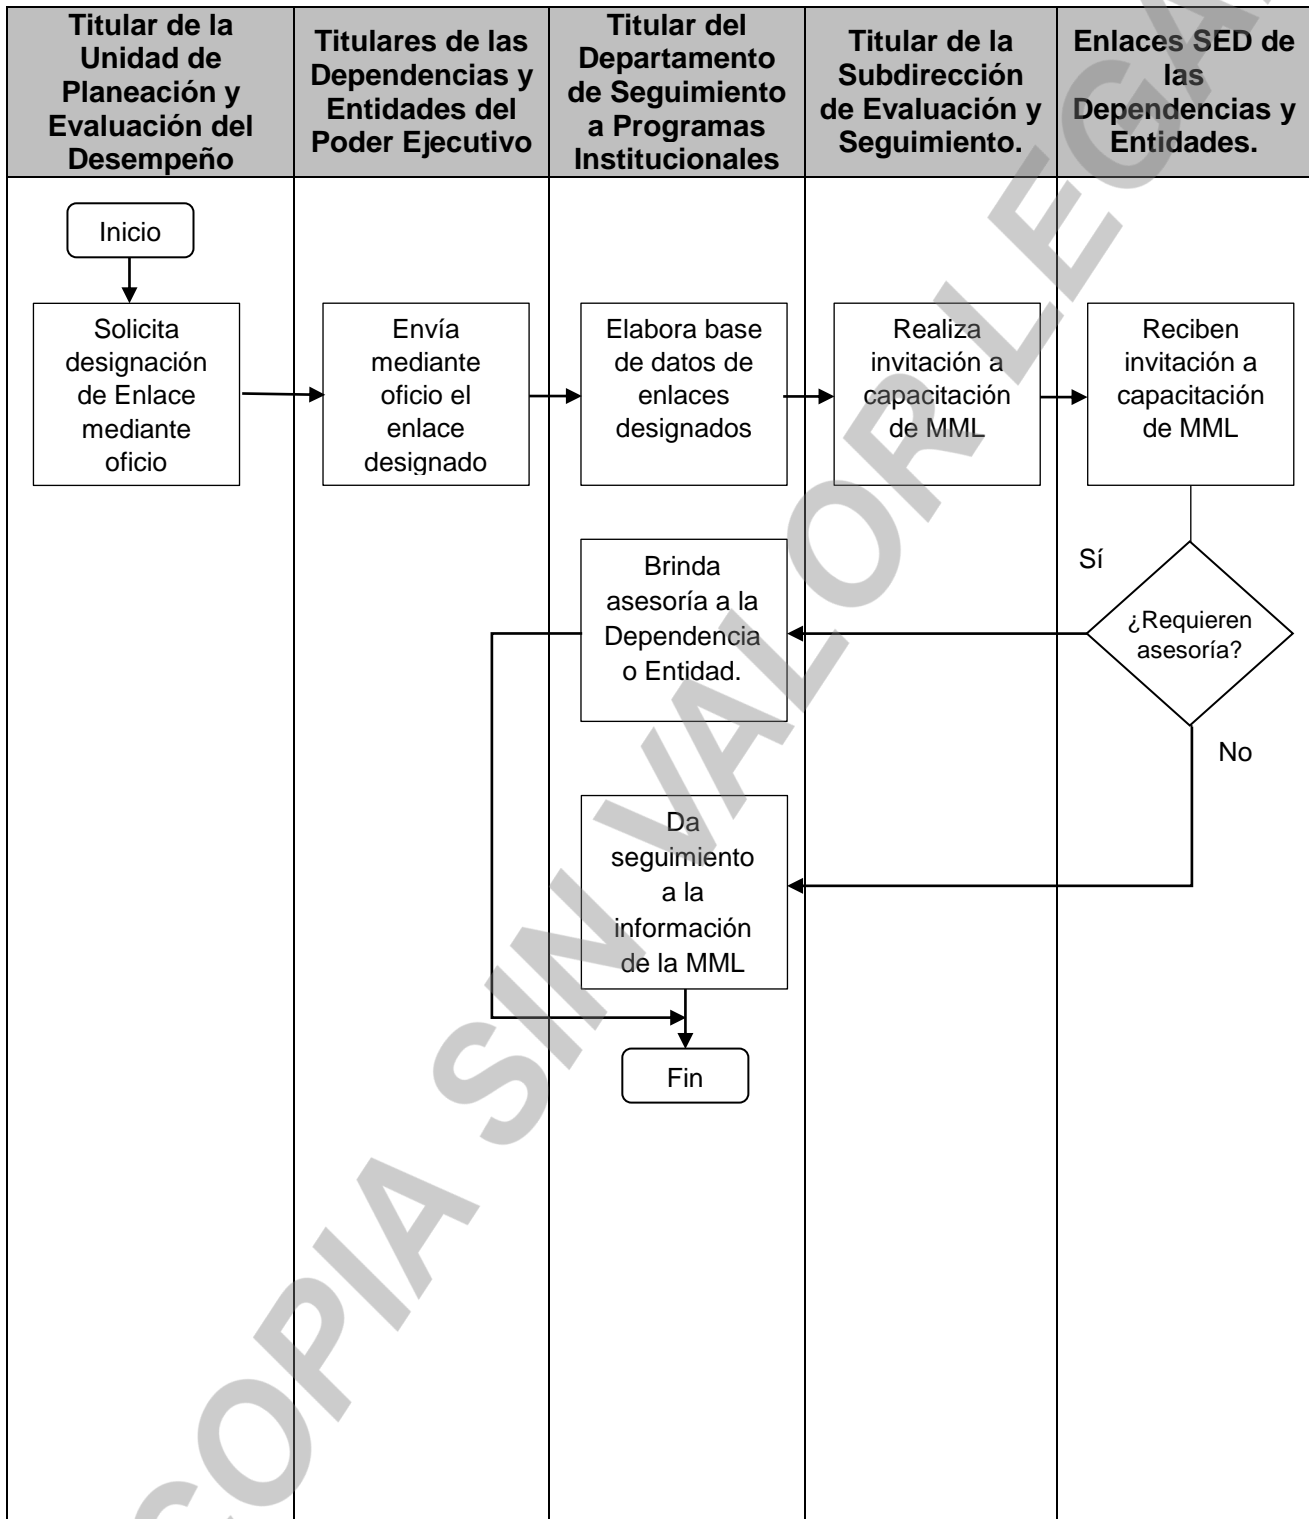 Titular de la
Unidad de
Planeación y
Evaluación del
Desempeño
Titulares de las
Dependencias y
Entidades del
Poder Ejecutivo
Titular del
Departamento
de Seguimiento
a Programas
Institucionales
Titular de la
Subdirección
de Evaluación y
Seguimiento.
Enlaces SED de
las
Dependencias y
Entidades.
Inicio
Solicita
designación
de Enlace
mediante
oficio
Envía
mediante
oficio el
enlace
designado
Elabora base
de datos de
enlaces
designados
Realiza
invitación a
capacitación
de MML
Reciben
invitación a
capacitación
de MML
Brinda
asesoría a la
Dependencia
o Entidad.
Sí
¿Requieren
asesoría?
No
Da
seguimiento
a la
información
de la MML
Fin
COPIA SIN VALOR LEGAL